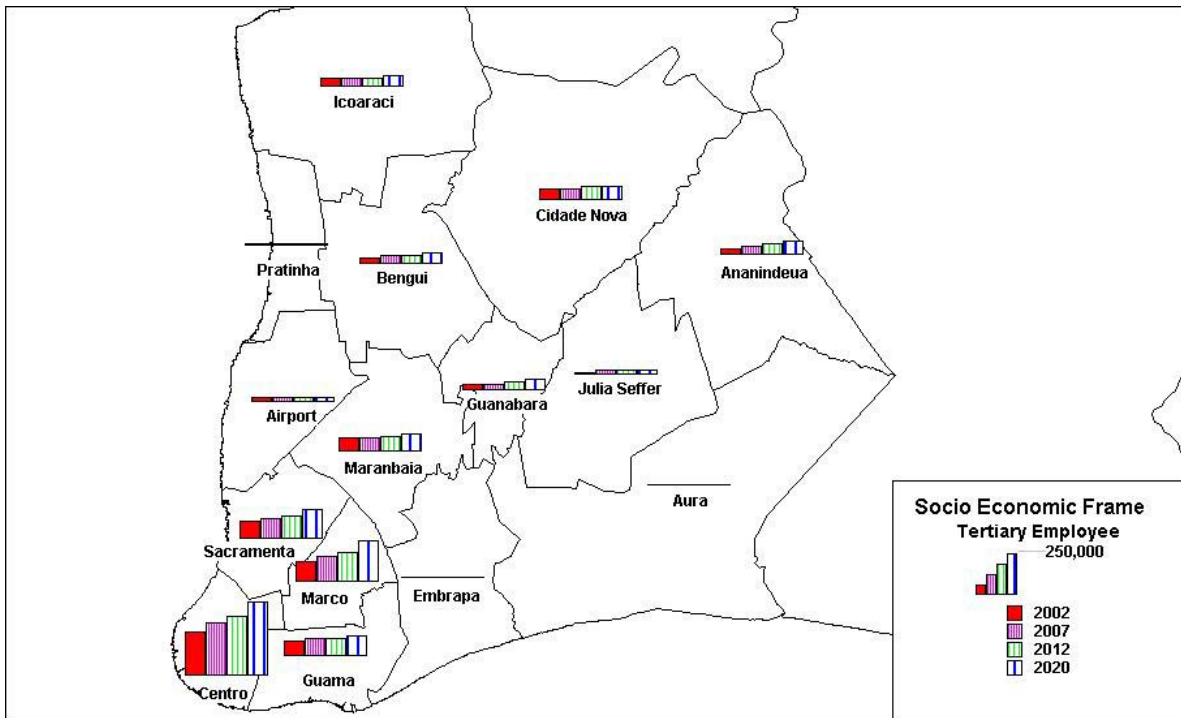 Icoaraci
Cidade Nova
Pratinha
Bengui
Ananindeua
Airport
Guanabara
Julia Seffer
Maranbaia
Aura
Sacramenta
Marco
Embrapa
Centro
Guama
Socio Economic Frame
Tertiary Employee
250,000
2002
2007
2012
2020